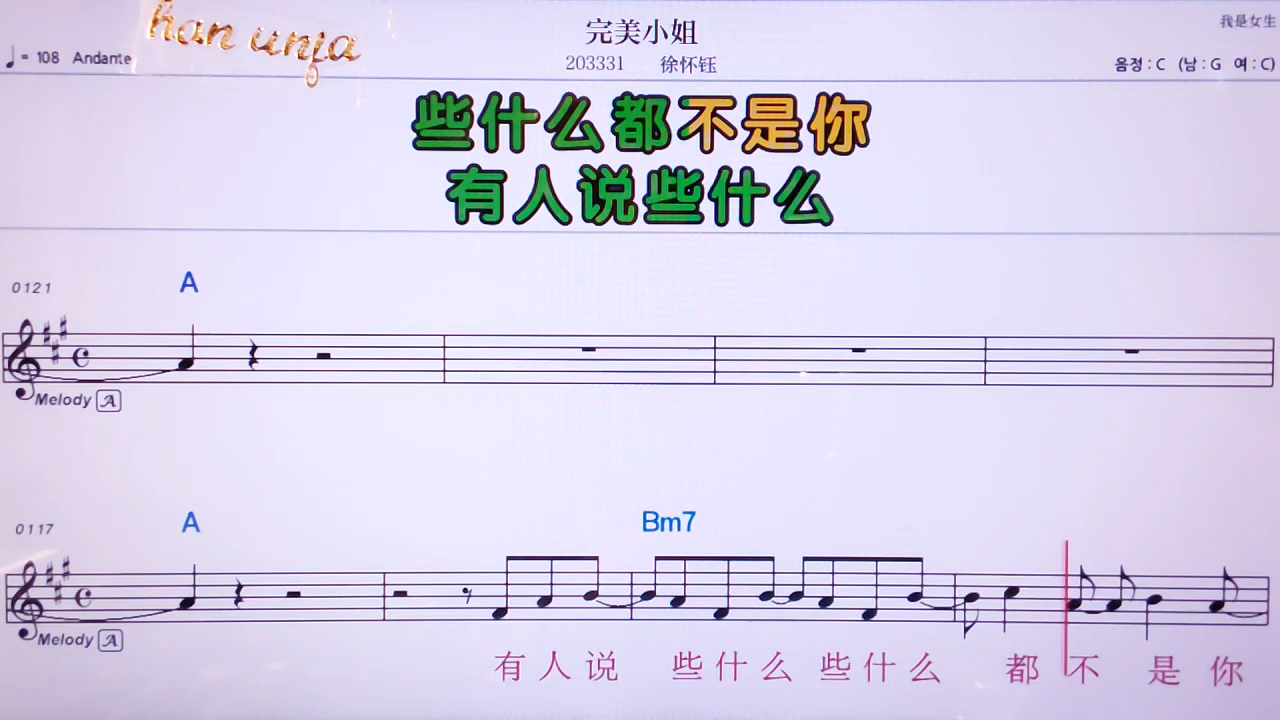 han unja
完美小姐
我是女生
♩= 108 Andante
203331 徐怀钰
음정 : C (남 : G 여 : C)
些什么都不是你
有人说些什么
0121
A
Melody A
0117
A Bm7
Melody A
有 人 说 些 什 么 些 什 么 都 不 是 你